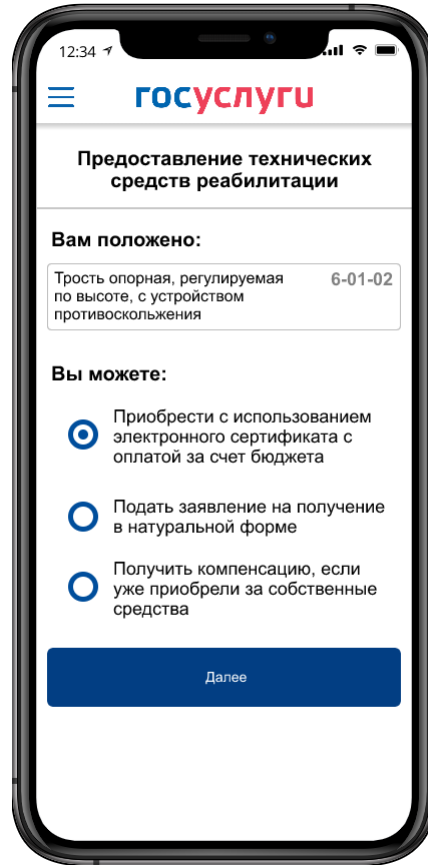 12:34
госуслуги
Предоставление технических
средств реабилитации
Вам положено:
Трость опорная, регулируемая 6-01-02
по высоте, с устройством
противоскольжения
Вы можете:
Приобрести с использованием
электронного сертификата с
оплатой за счет бюджета
Подать заявление на получение
в натуральной форме
Получить компенсацию, если
уже приобрели за собственные
средства
Далее